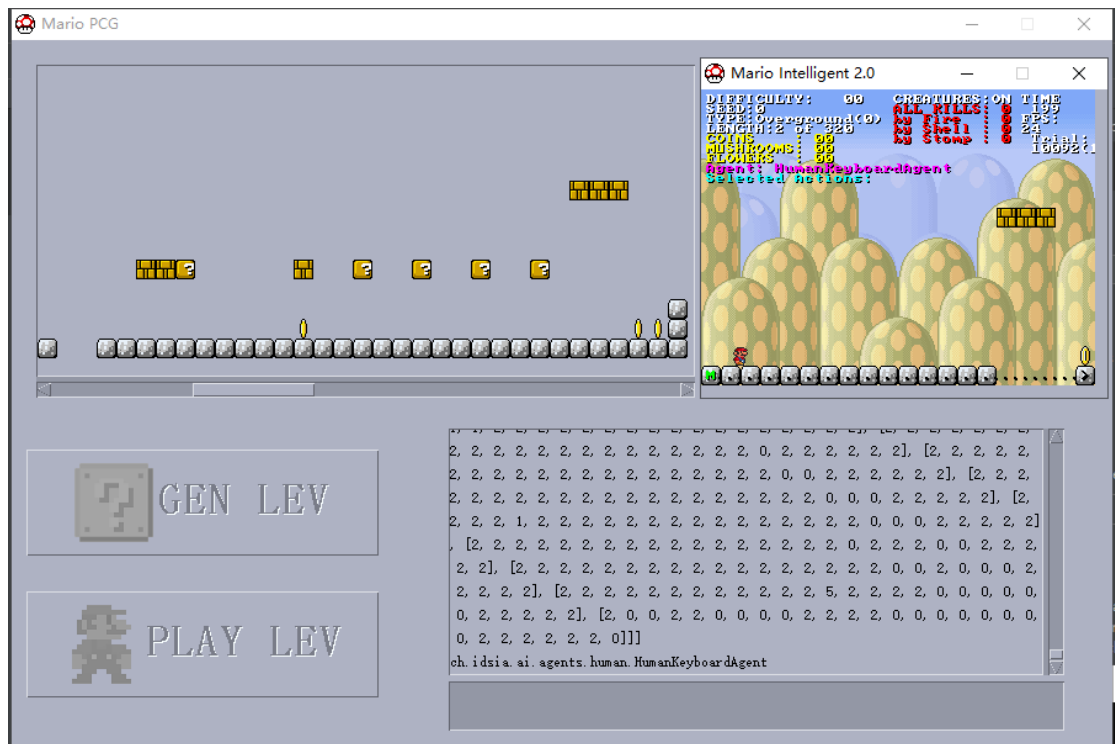 Mario PCG
Mario Intelligent 2.0
DIFFICULTY: 00
SEED:0
TYPE:Overground(0)
LENGTH:2 of 320
COINS : 00
MUSHROOMS: 00
FLOWERS : 00
Agent: HumanKeyboardAgent
Selected Actions:
CREATURES:ON
ALL KILLS: 0
by Fire : 0
by Shell : 0
by Stomp : 0
TIME
199
FPS:
24
Trial:
10092(1
GEN LEV
PLAY LEV
2, 2, 2, 2, 2, 2, 2, 2, 2, 2, 2, 2, 2, 2, 0, 2, 2, 2, 2, 2, 2], [2, 2, 2, 2, 2,
2, 2, 2, 2, 2, 2, 2, 2, 2, 2, 2, 2, 2, 2, 2, 0, 0, 2, 2, 2, 2, 2, 2], [2, 2, 2,
2, 2, 2, 2, 2, 2, 2, 2, 2, 2, 2, 2, 2, 2, 2, 2, 2, 0, 0, 0, 2, 2, 2, 2, 2], [2,
2, 2, 2, 1, 2, 2, 2, 2, 2, 2, 2, 2, 2, 2, 2, 2, 2, 2, 2, 0, 0, 0, 2, 2, 2, 2, 2]
, [2, 2, 2, 2, 2, 2, 2, 2, 2, 2, 2, 2, 2, 2, 2, 2, 2, 0, 2, 2, 2, 0, 0, 2, 2, 2,
2, 2], [2, 2, 2, 2, 2, 2, 2, 2, 2, 2, 2, 2, 2, 2, 2, 2, 2, 0, 0, 2, 0, 0, 0, 2,
2, 2, 2, 2], [2, 2, 2, 2, 2, 2, 2, 2, 2, 2, 2, 2, 5, 2, 2, 2, 2, 0, 0, 0, 0, 0,
0, 2, 2, 2, 2, 2], [2, 0, 0, 2, 2, 0, 0, 0, 0, 2, 2, 2, 2, 0, 0, 0, 0, 0, 0, 0,
0, 2, 2, 2, 2, 2, 2, 0]]]
ch.idsia.ai.agents.human.HumanKeyboardAgent